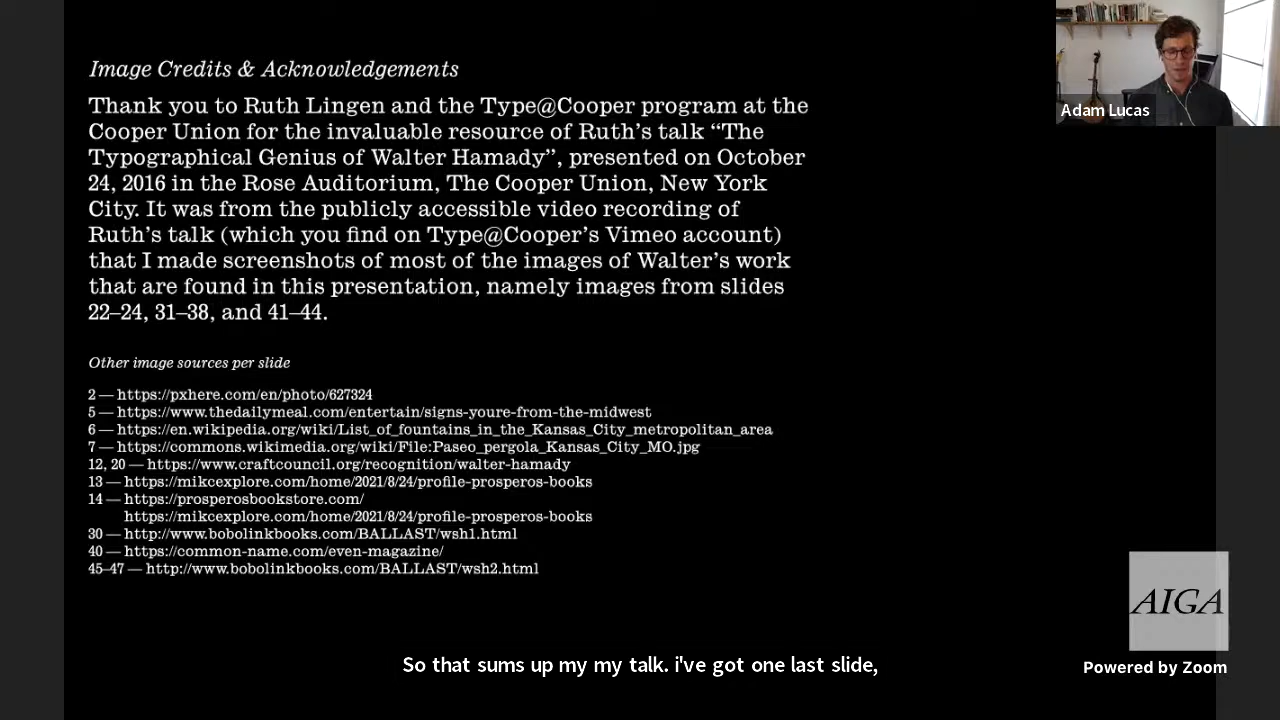 Image Credits & Acknowledgements
Thank you to Ruth Lingen and the Type@Cooper program at the
Cooper Union for the invaluable resource of Ruth's talk “The
Typographical Genius of Walter Hamady”, presented on October
24, 2016 in the Rose Auditorium, The Cooper Union, New York
City. It was from the publicly accessible video recording of
Ruth's talk (which you find on Type@Cooper's Vimeo account)
that I made screenshots of most of the images of Walter's work
that are found in this presentation, namely images from slides
22–24, 31–38, and 41–44.
Other image sources per slide
2 — https://pxhere.com/en/photo/627324
5 — https://www.thedailymeal.com/entertain/signs-youre-from-the-midwest
6 — https://en.wikipedia.org/wiki/List_of_fountains_in_the_Kansas_City_metropolitan_area
7 — https://commons.wikimedia.org/wiki/File:Paseo_pergola_Kansas_City_MO.jpg
12, 20 — https://www.craftcouncil.org/recognition/walter-hamady
13 — https://mikcexplore.com/home/2021/8/24/profile-prosperos-books
14 — https://prosperosbookstore.com/
https://mikcexplore.com/home/2021/8/24/profile-prosperos-books
30 — http://www.bobolinkbooks.com/BALLAST/wsh1.html
40 — https://common-name.com/even-magazine/
45–47 — http://www.bobolinkbooks.com/BALLAST/wsh2.html
Adam Lucas
AIGA
Powered by Zoom
So that sums up my my talk. i've got one last slide,